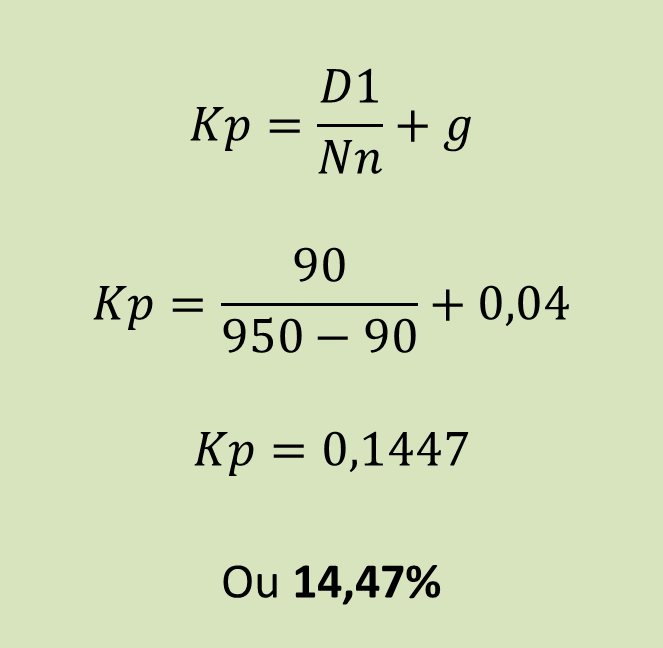 Kp = D1/Nn + g
Kp = 90/(950 − 90) + 0,04
Kp = 0,1447
Ou 14,47%